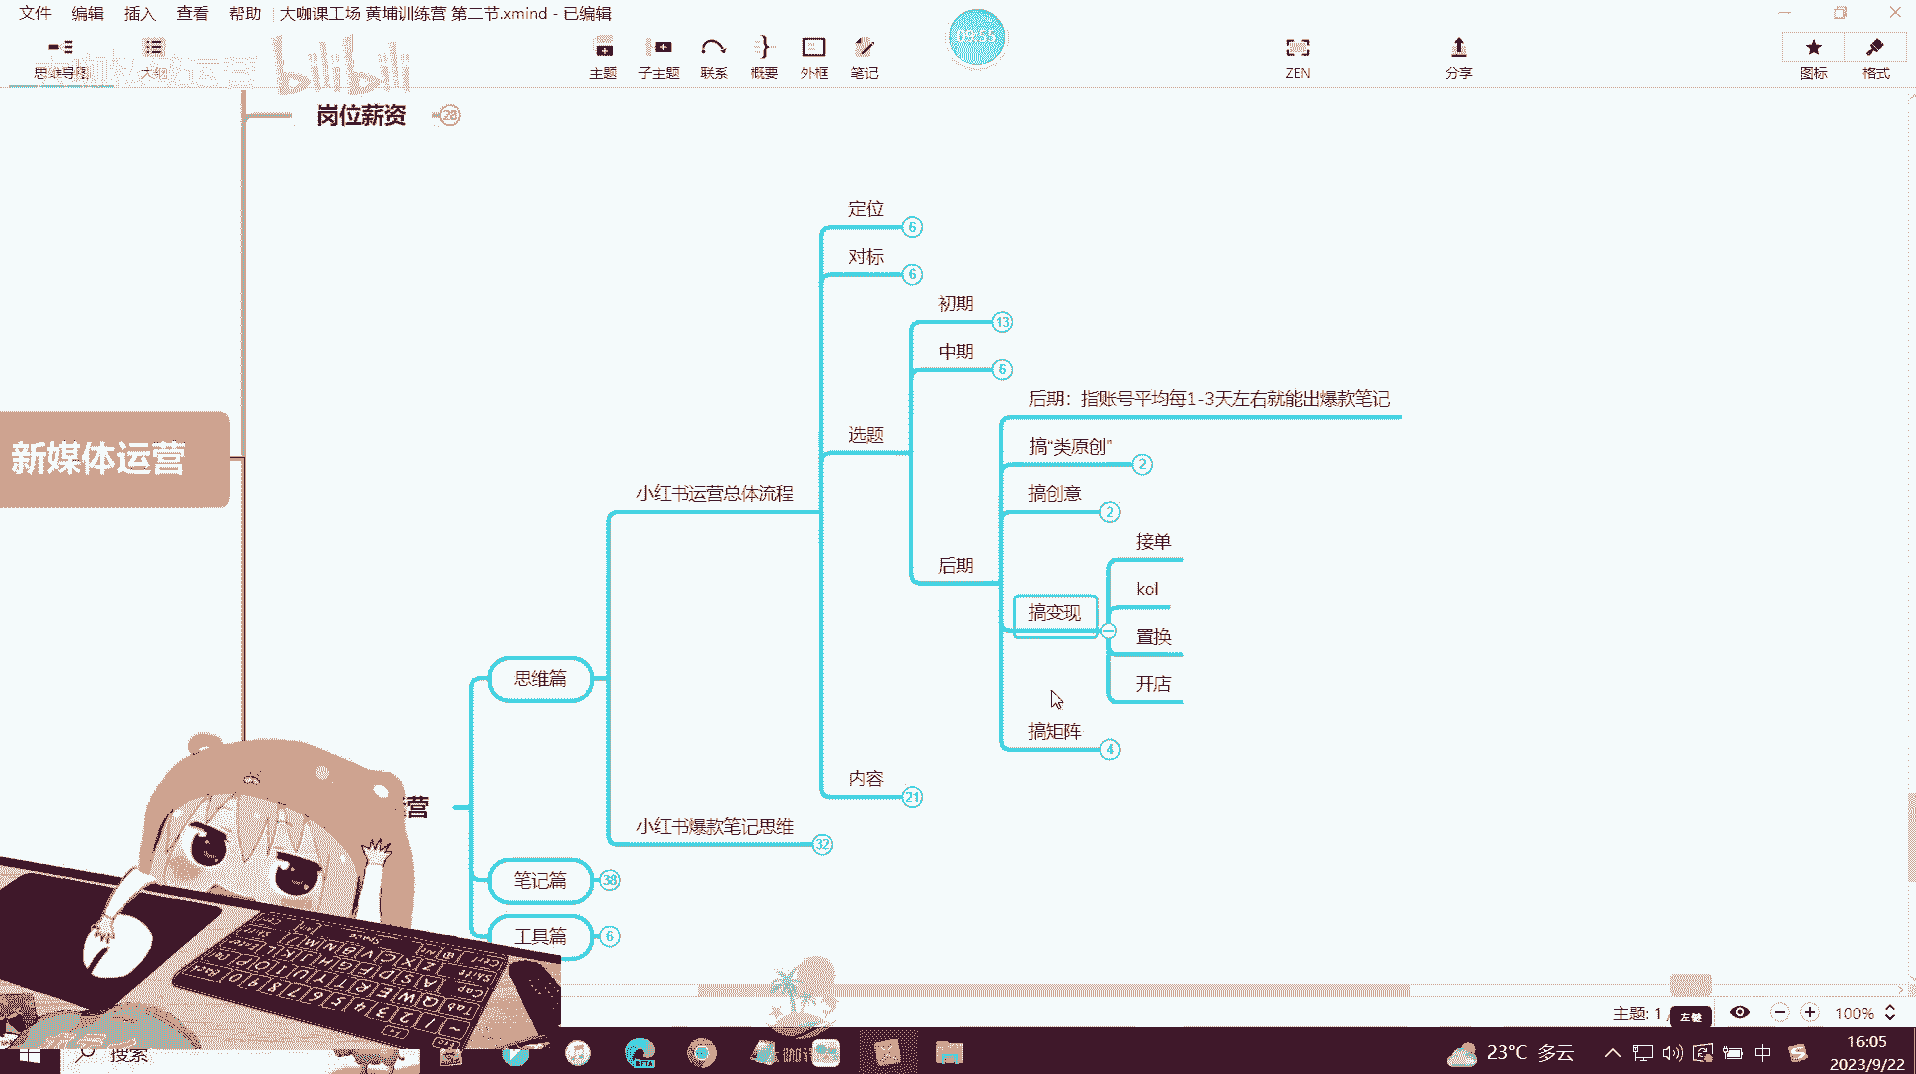 文件 编辑 插入 查看 帮助 大咖课工场 黄埔训练营 第二节.xmind - 已编辑
思维导图 大纲 主题 子主题 联系 概要 外框 笔记 09:55 ZEN 分享 图标 格式
bilibili
岗位薪资 28
定位 6
对标 6
初期 13
中期 6
后期：指账号平均每1-3天左右就能出爆款笔记
选题
搞“类原创” 2
新媒体运营
小红书运营总体流程
搞创意 2
接单
后期
kol
搞变现
置换
思维篇
开店
搞矩阵 4
内容 21
营
小红书爆款笔记思维 32
笔记篇 38
工具篇 6
主题: 1 /
左键
100%
搜索
BETA
23°C 多云
中
16:05
2023/9/22